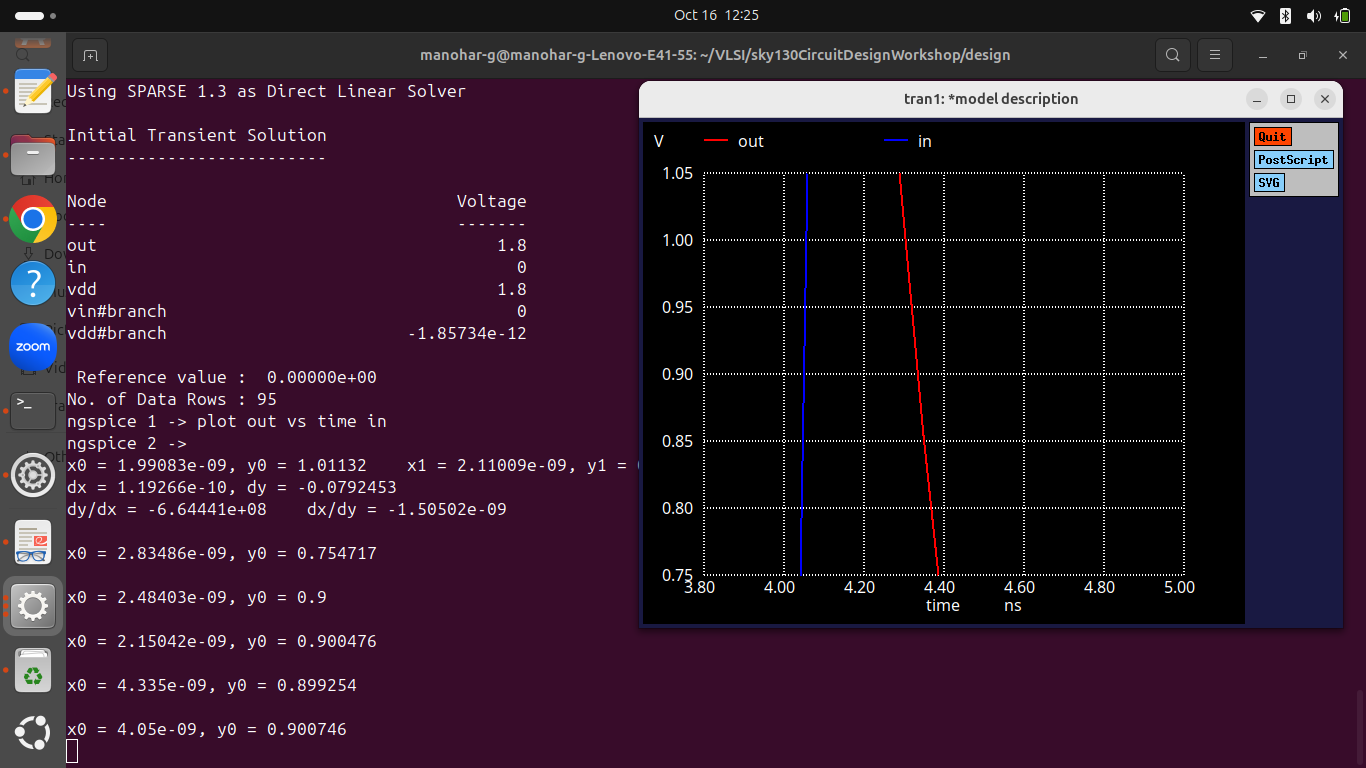 Oct 16 12:25
manohar-g@manohar-g-Lenovo-E41-55: ~/VLSI/sky130CircuitDesignWorkshop/design
Using SPARSE 1.3 as Direct Linear Solver
Initial Transient Solution
--------------------------
Node Voltage
---- -------
out 1.8
in 0
vdd 1.8
vin#branch 0
vdd#branch -1.85734e-12
Reference value : 0.00000e+00
No. of Data Rows : 95
ngspice 1 -> plot out vs time in
ngspice 2 ->
x0 = 1.99083e-09, y0 = 1.01132 x1 = 2.11009e-09, y1 =
dx = 1.19266e-10, dy = -0.0792453
dy/dx = -6.64441e+08 dx/dy = -1.50502e-09
x0 = 2.83486e-09, y0 = 0.754717
x0 = 2.48403e-09, y0 = 0.9
x0 = 2.15042e-09, y0 = 0.900476
x0 = 4.335e-09, y0 = 0.899254
x0 = 4.05e-09, y0 = 0.900746
tran1: *model description
V out in
Quit
PostScript
SVG
1.05
1.00
0.95
0.90
0.85
0.80
0.75
3.80 4.00 4.20 4.40 4.60 4.80 5.00
time ns
?
zoom
>_